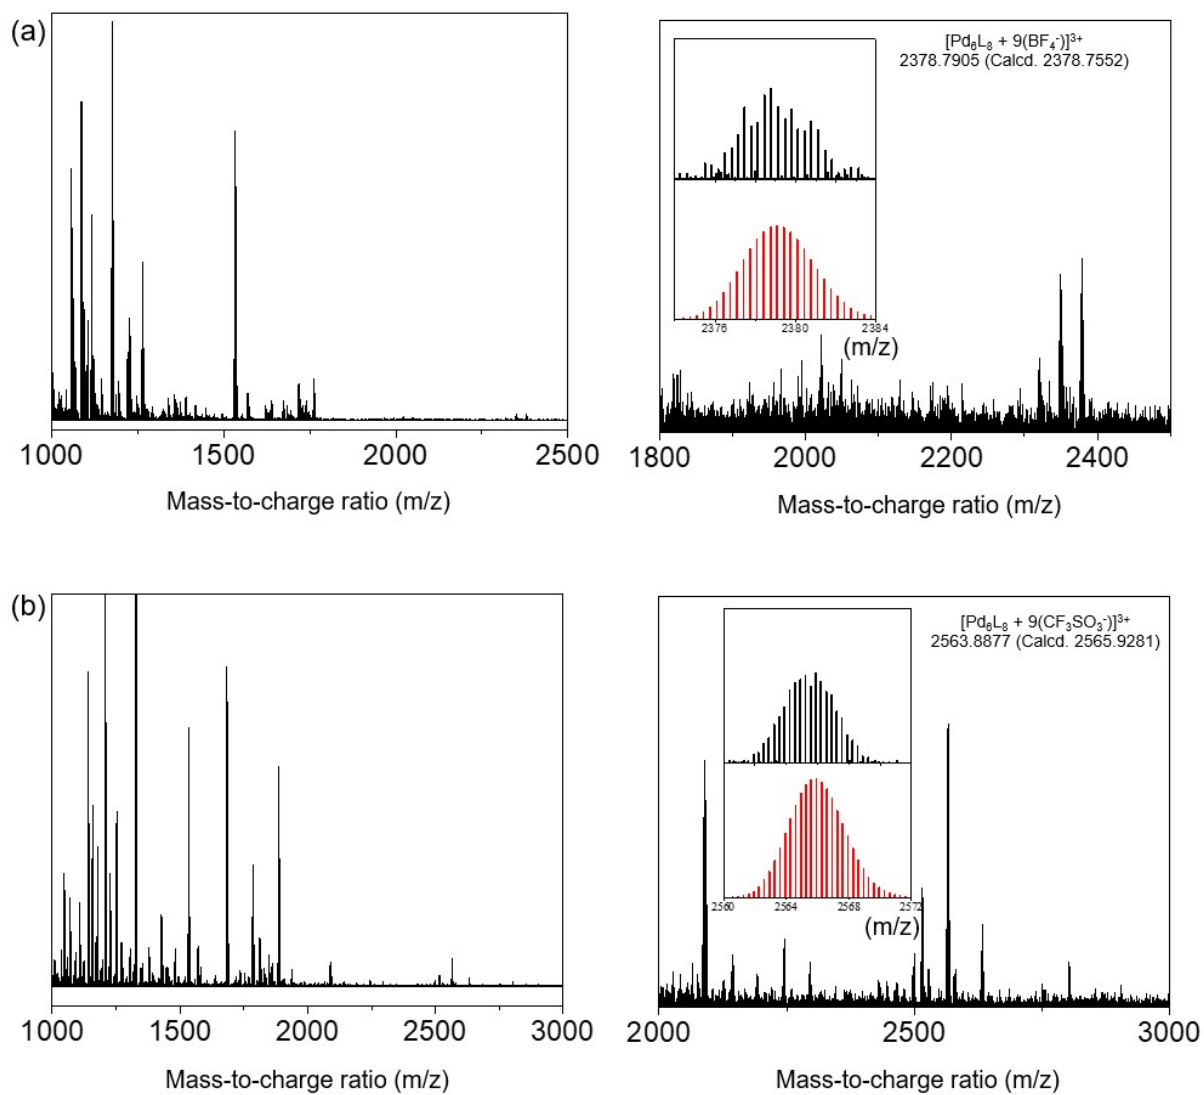 (a)
[Pd6L8 + 9(BF4-)]3+
2378.7905 (Calcd. 2378.7552)
2376 2380 2384
(m/z)
1000 1500 2000 2500
1800 2000 2200 2400
Mass-to-charge ratio (m/z)
Mass-to-charge ratio (m/z)
(b)
[Pd6L8 + 9(CF3SO3-)]3+
2563.8877 (Calcd. 2565.9281)
2560 2564 2568 2572
(m/z)
1000 1500 2000 2500 3000
2000 2500 3000
Mass-to-charge ratio (m/z)
Mass-to-charge ratio (m/z)